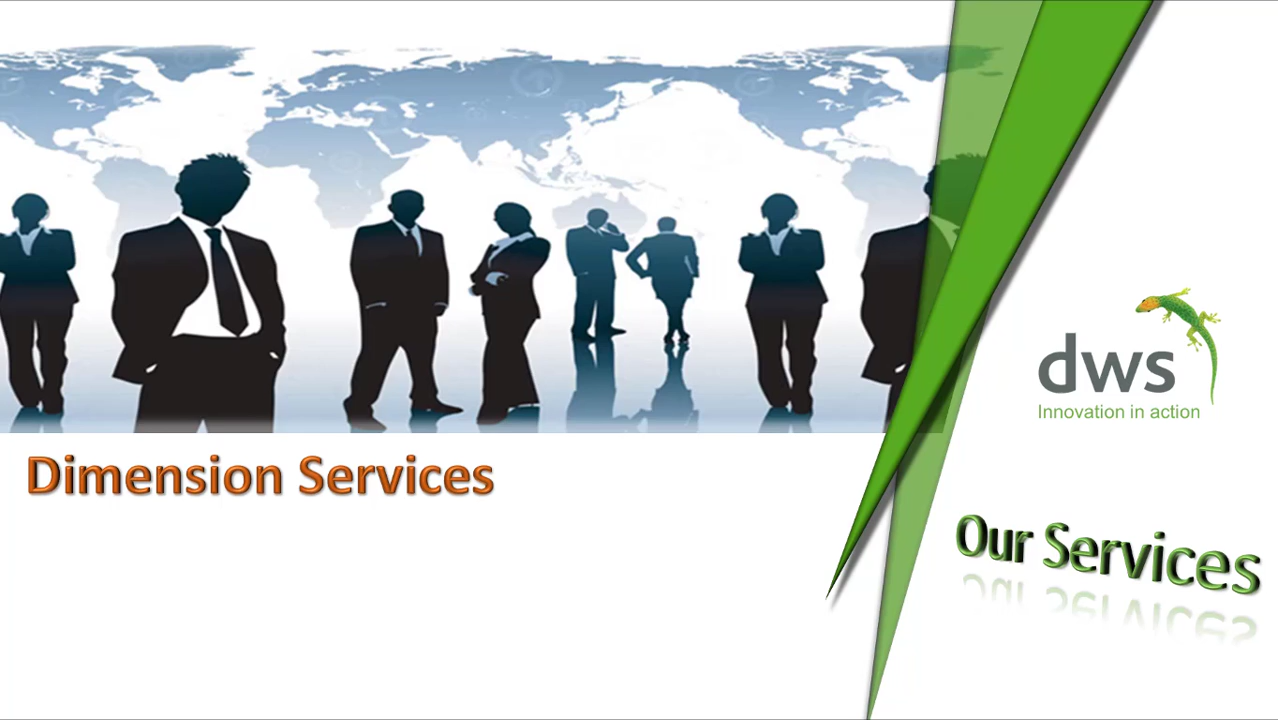 dws
Innovation in action
Dimension Services
Our Services